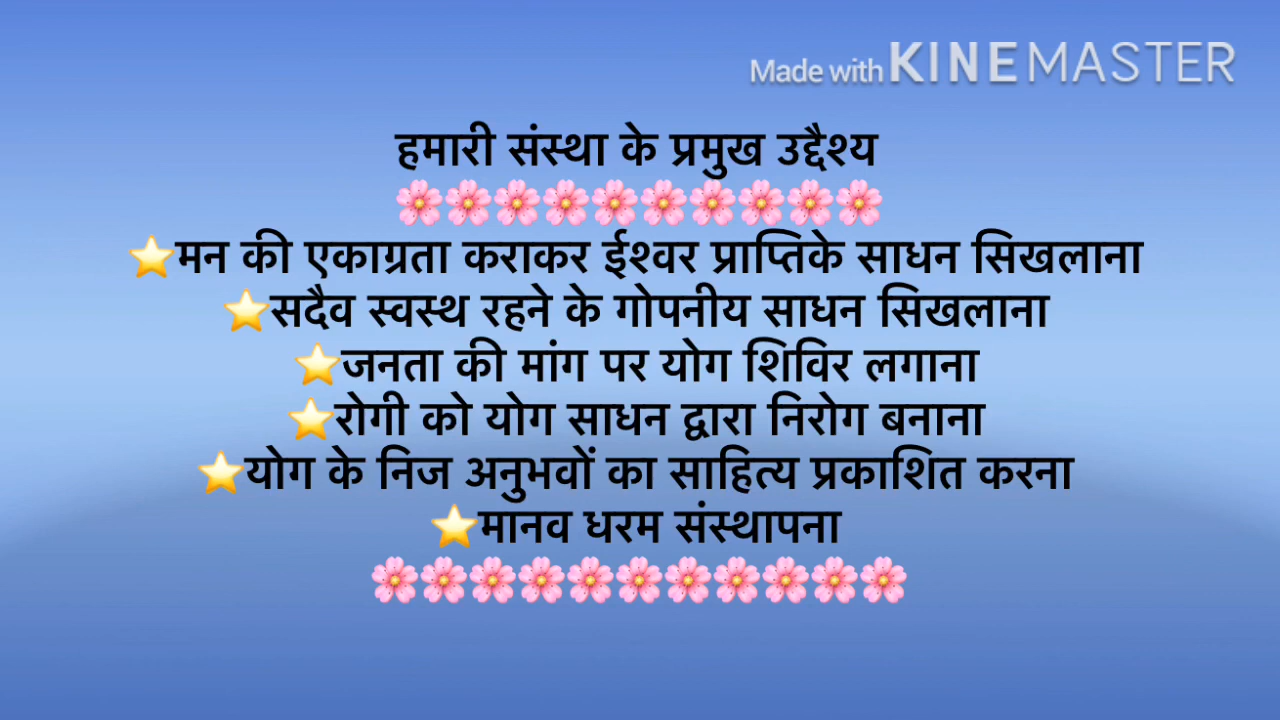 Made with KINEMASTER
हमारी संस्था के प्रमुख उद्दैश्य
🌸🌸🌸🌸🌸🌸🌸🌸🌸🌸
⭐मन की एकाग्रता कराकर ईश्वर प्राप्तिके साधन सिखलाना
⭐सदैव स्वस्थ रहने के गोपनीय साधन सिखलाना
⭐जनता की मांग पर योग शिविर लगाना
⭐रोगी को योग साधन द्वारा निरोग बनाना
⭐योग के निज अनुभवों का साहित्य प्रकाशित करना
⭐मानव धरम संस्थापना
🌸🌸🌸🌸🌸🌸🌸🌸🌸🌸🌸